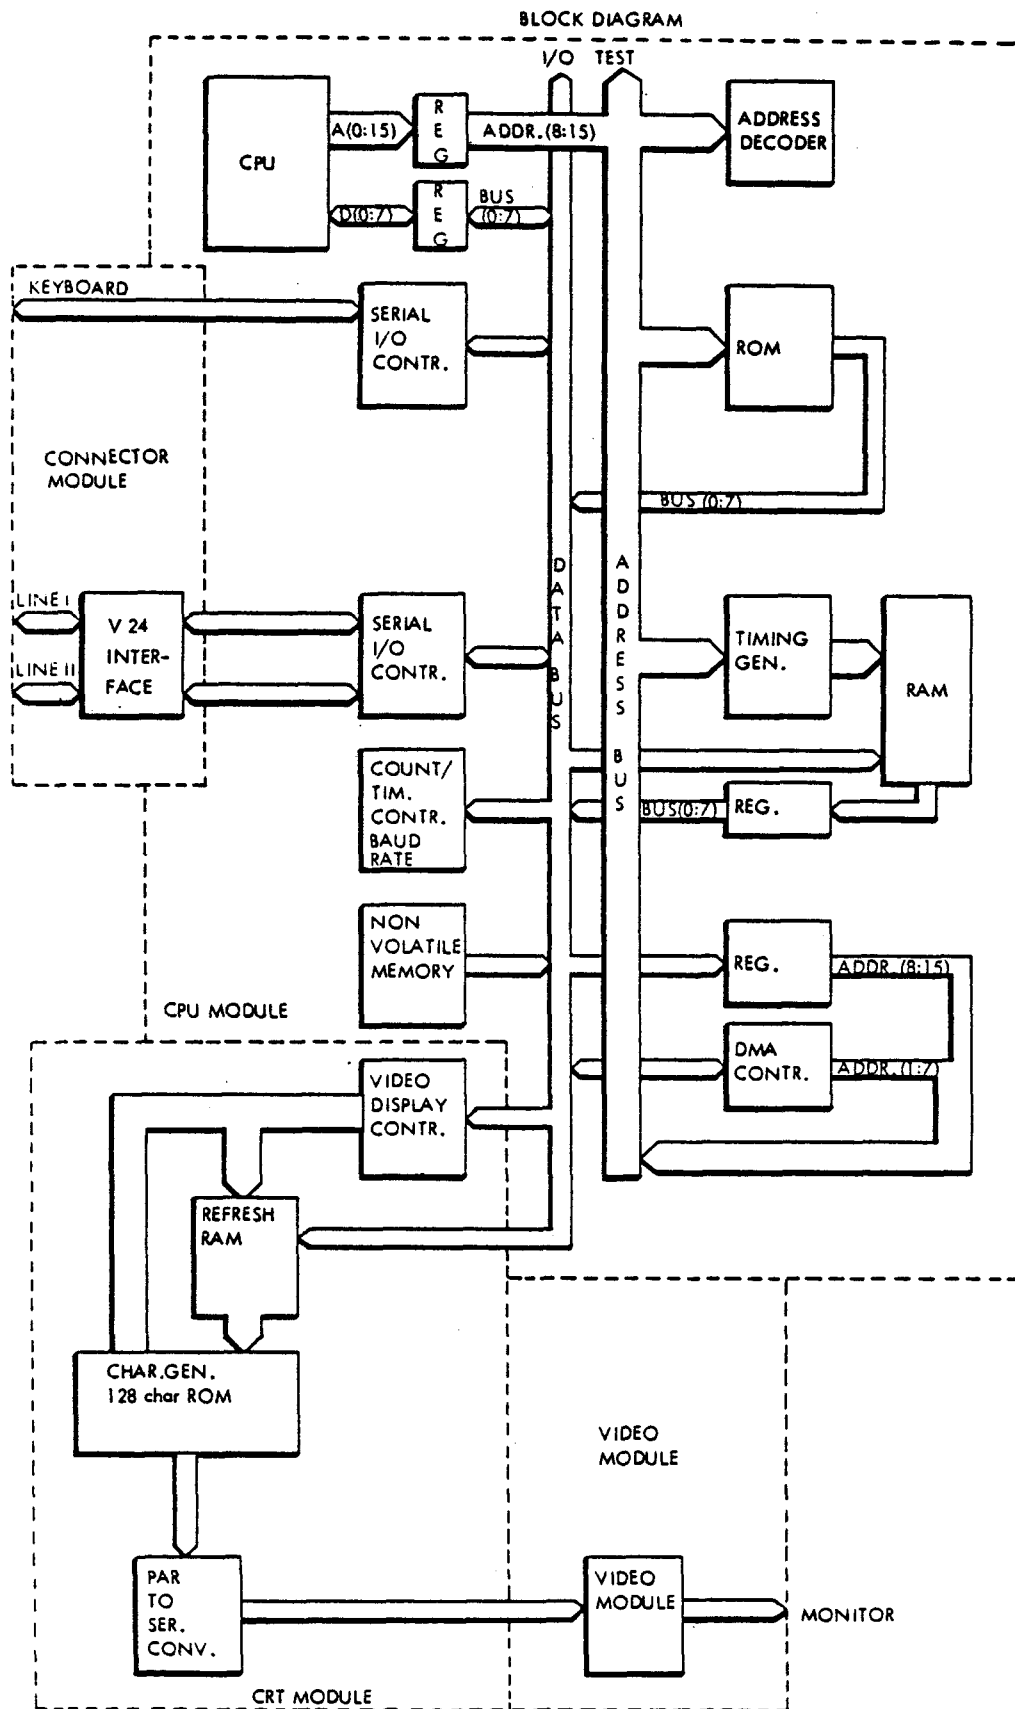 BLOCK DIAGRAM
I/O TEST
CPU
A(0:15)
R
E
G
ADDR.(8:15)
ADDRESS
DECODER
D(0:7)
R
E
G
BUS
(0:7)
KEYBOARD
SERIAL
I/O
CONTR.
ROM
CONNECTOR
MODULE
BUS (0:7)
DATA BUS
ADDRESS BUS
LINE I
V 24
INTER-
FACE
LINE II
SERIAL
I/O
CONTR.
TIMING
GEN.
RAM
COUNT/
TIM.
CONTR.
BAUD
RATE
BUS(0:7)
REG.
NON
VOLATILE
MEMORY
REG.
ADDR. (8:15)
CPU MODULE
DMA
CONTR.
ADDR. (1:7)
VIDEO
DISPLAY
CONTR.
REFRESH
RAM
CHAR.GEN.
128 char ROM
VIDEO
MODULE
PAR
TO
SER.
CONV.
VIDEO
MODULE
MONITOR
CRT MODULE